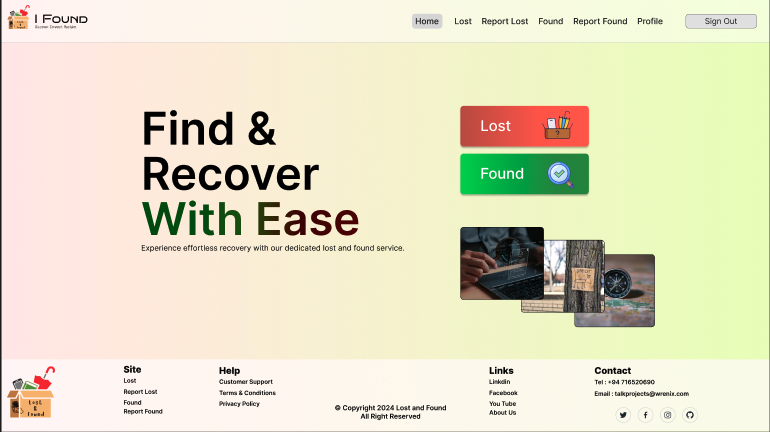 I FOUND
Home
Lost
Report Lost
Found
Report Found
Profile
Sign Out
Find &
Recover
With Ease
Experience effortless recovery with our dedicated lost and found service.
Lost
?
Found
Site
Lost
Report Lost
Found
Report Found
Help
Customer Support
Terms & Conditions
Privacy Policy
© Copyright 2024 Lost and Found
All Right Reserved
Links
Linkdin
Facebook
You Tube
About Us
Contact
Tel : +94 716520690
Email : talkprojects@wrenix.com
Lost
&
Found